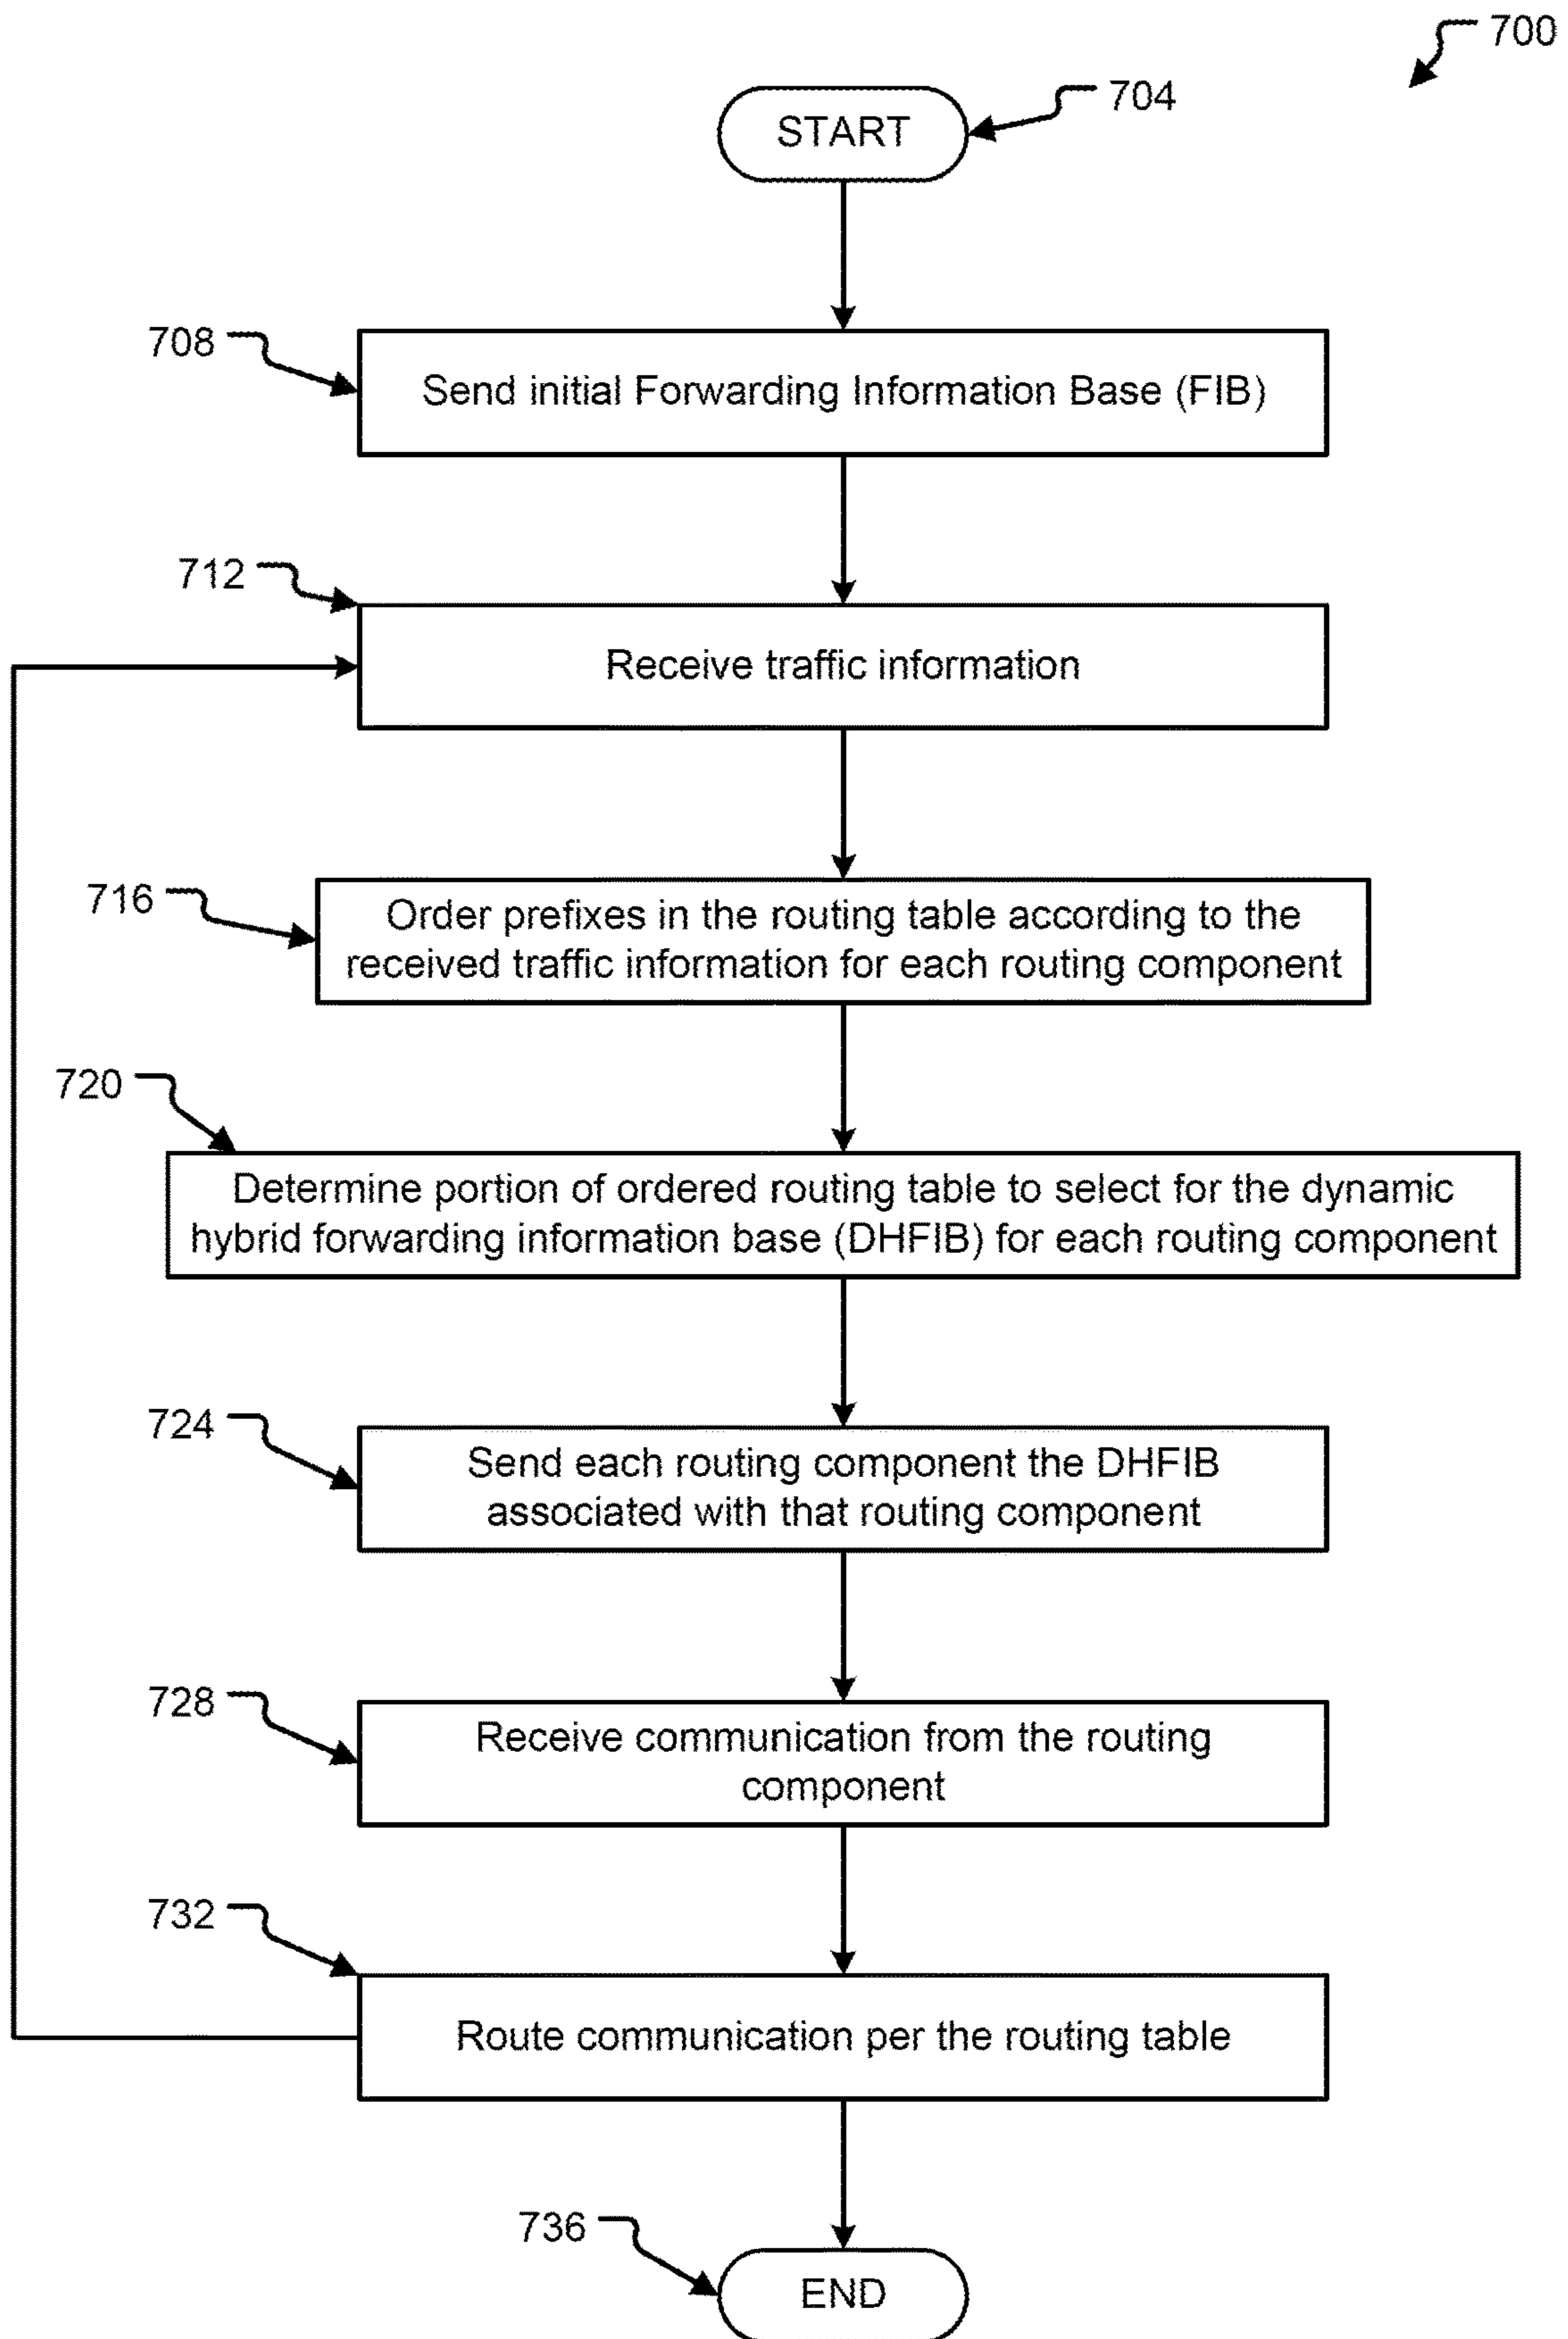 700
704
START
708
Send initial Forwarding Information Base (FIB)
712
Receive traffic information
716
Order prefixes in the routing table according to the
received traffic information for each routing component
720
Determine portion of ordered routing table to select for the dynamic
hybrid forwarding information base (DHFIB) for each routing component
724
Send each routing component the DHFIB
associated with that routing component
728
Receive communication from the routing
component
732
Route communication per the routing table
736
END